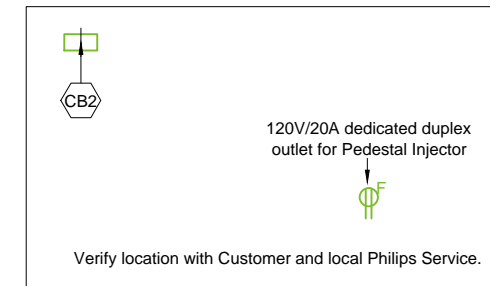 CB2
120V/20A dedicated duplex
outlet for Pedestal Injector
F
Verify location with Customer and local Philips Service.